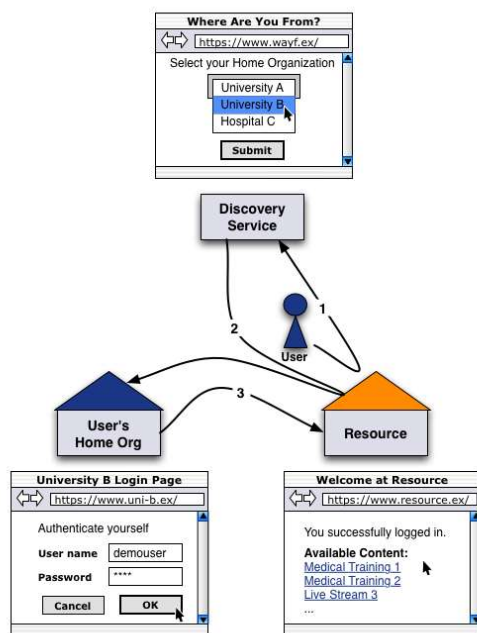 Where Are You From?
https://www.wayf.ex/
Select your Home Organization
University A
University B
Hospital C
Submit
Discovery
Service
1
2
User
3
User's
Home Org
Resource
University B Login Page
https://www.uni-b.ex/
Authenticate yourself
User name demouser
Password ****
Cancel OK
Welcome at Resource
https://www.resource.ex/
You successfully logged in.
Available Content:
Medical Training 1
Medical Training 2
Live Stream 3
...